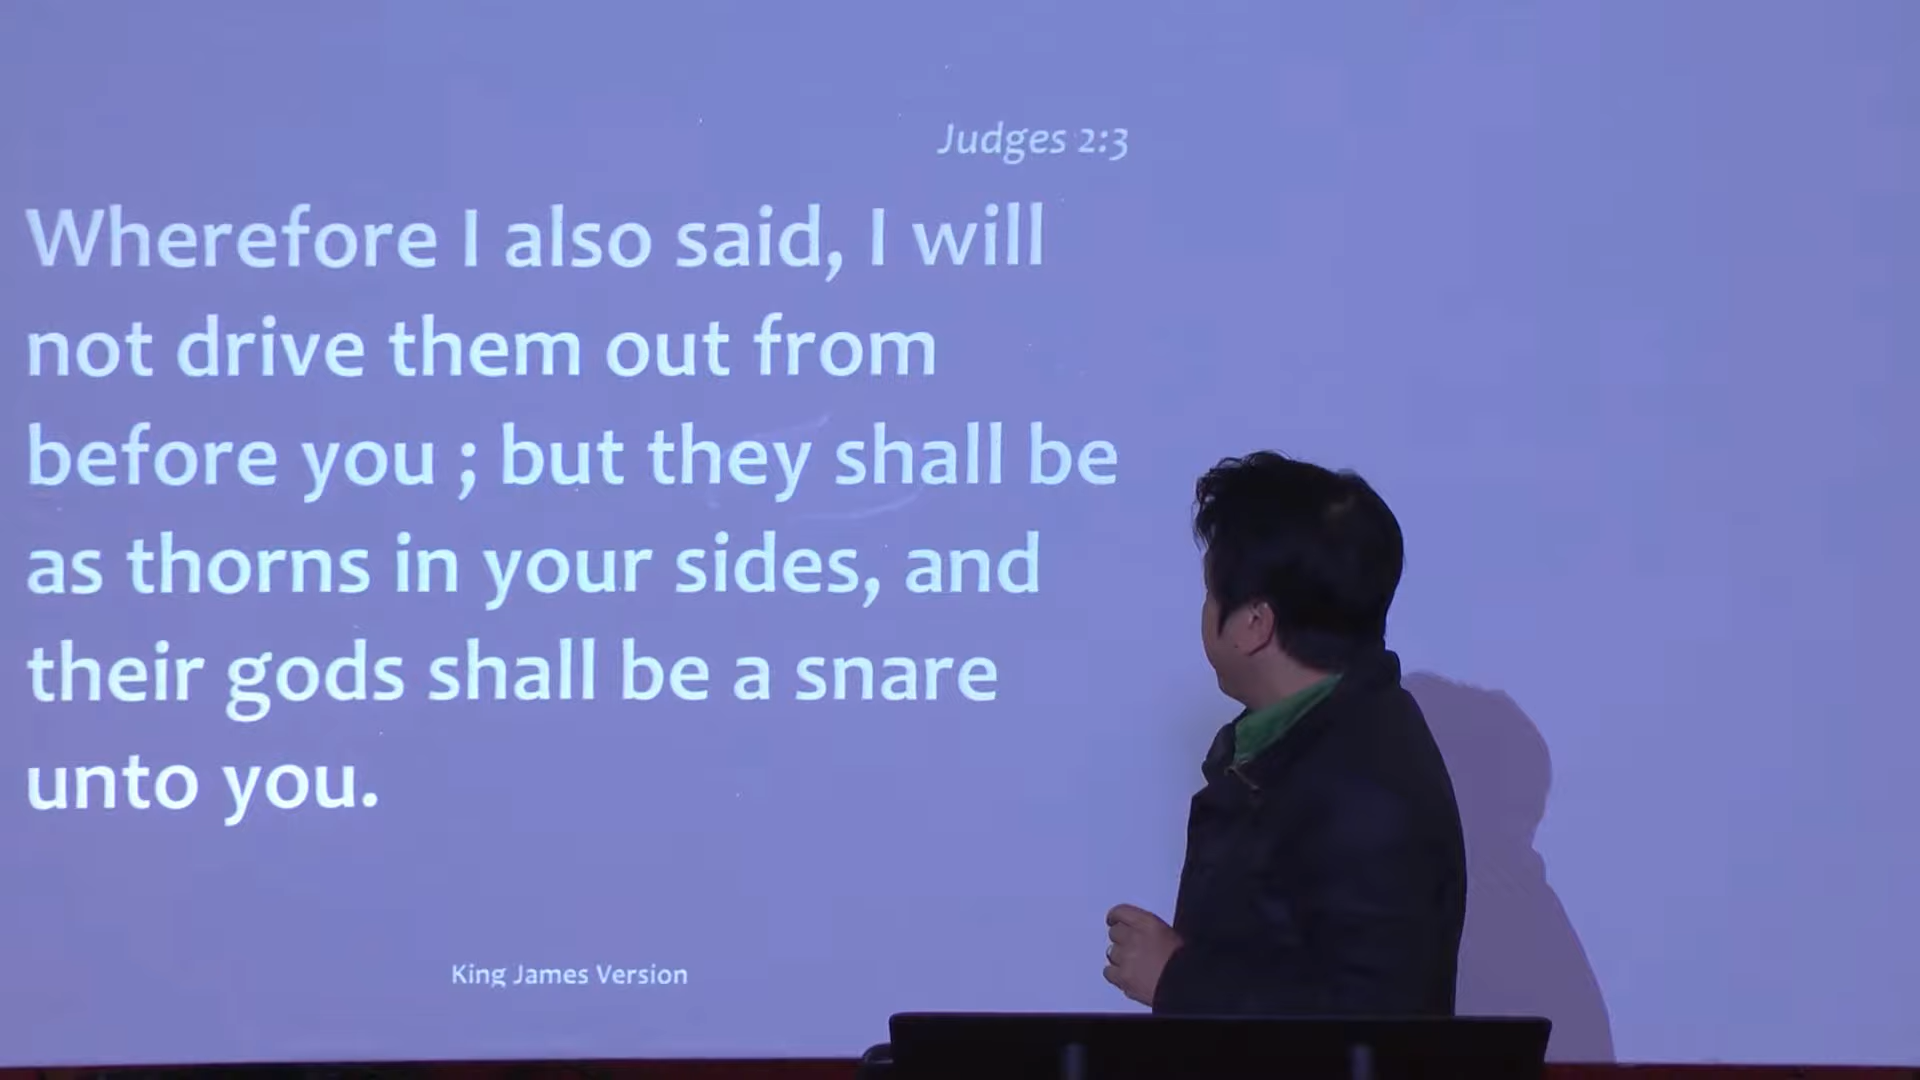 Judges 2:3
Wherefore I also said, I will
not drive them out from
before you ; but they shall be
as thorns in your sides, and
their gods shall be a snare
unto you.
King James Version